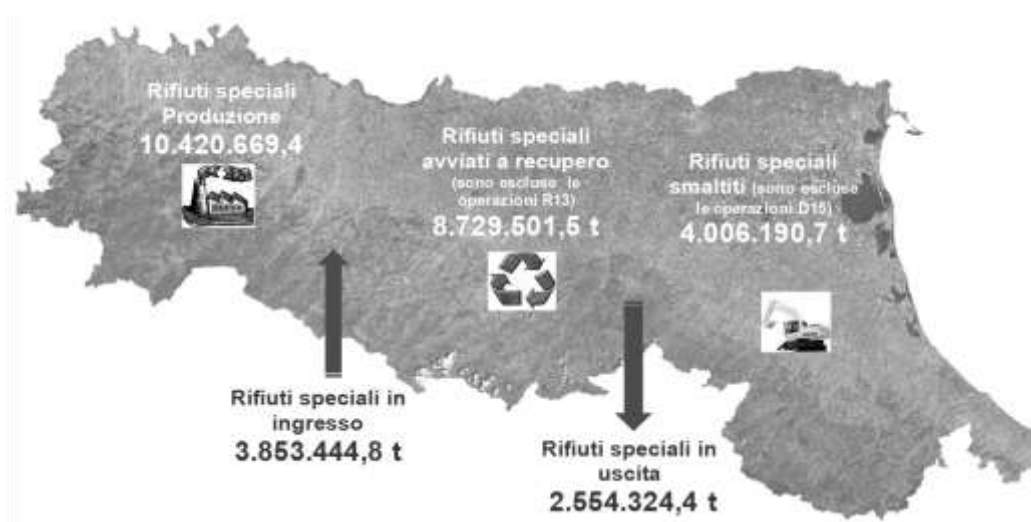 Rifiuti speciali
Produzione
10.420.669,4
Rifiuti speciali
avviati a recupero
(sono escluse le
operazioni R13)
8.729.501,5 t
Rifiuti speciali
smaltiti (sono escluse
le operazioni D15)
4.006.190,7 t
Rifiuti speciali in
ingresso
3.853.444,8 t
Rifiuti speciali in
uscita
2.554.324,4 t